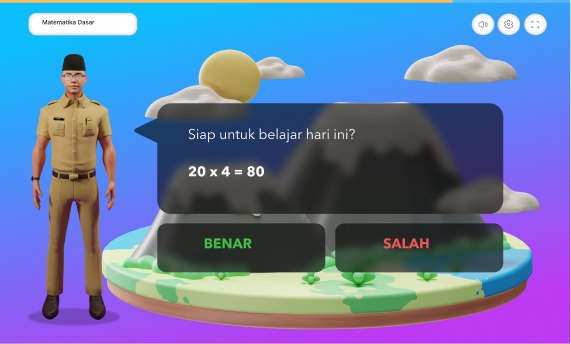 Matematika Dasar
Siap untuk belajar hari ini?
20 x 4 = 80
BENAR
SALAH